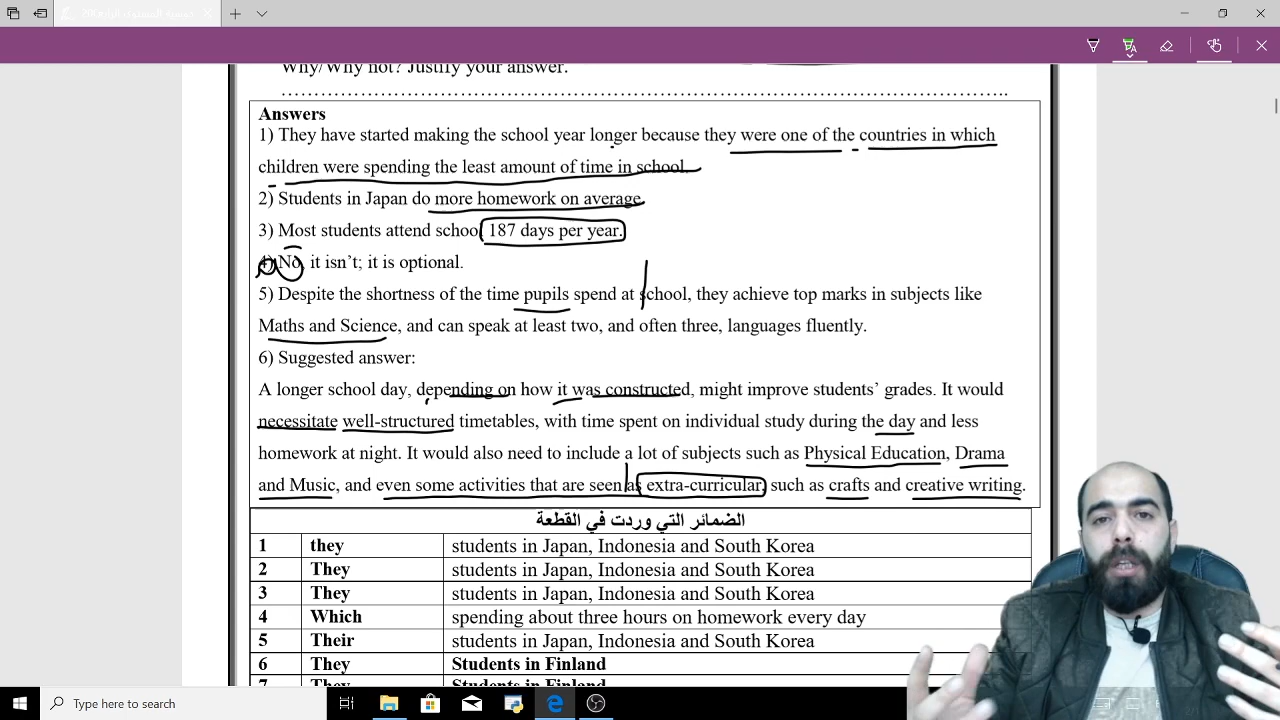 Why/Why not? Justify your answer.
Answers
1) They have started making the school year longer because they were one of the countries in which
children were spending the least amount of time in school.
2) Students in Japan do more homework on average.
3) Most students attend school 187 days per year.
4) No, it isn't; it is optional.
5) Despite the shortness of the time pupils spend at school, they achieve top marks in subjects like
Maths and Science, and can speak at least two, and often three, languages fluently.
6) Suggested answer:
A longer school day, depending on how it was constructed, might improve students' grades. It would
necessitate well-structured timetables, with time spent on individual study during the day and less
homework at night. It would also need to include a lot of subjects such as Physical Education, Drama
and Music, and even some activities that are seen as extra-curricular, such as crafts and creative writing.
الضمائر التي وردت في القطعة
1 they students in Japan, Indonesia and South Korea
2 They students in Japan, Indonesia and South Korea
3 They students in Japan, Indonesia and South Korea
4 Which spending about three hours on homework every day
5 Their students in Japan, Indonesia and South Korea
6 They Students in Finland
7 They Students in Finland
Type here to search